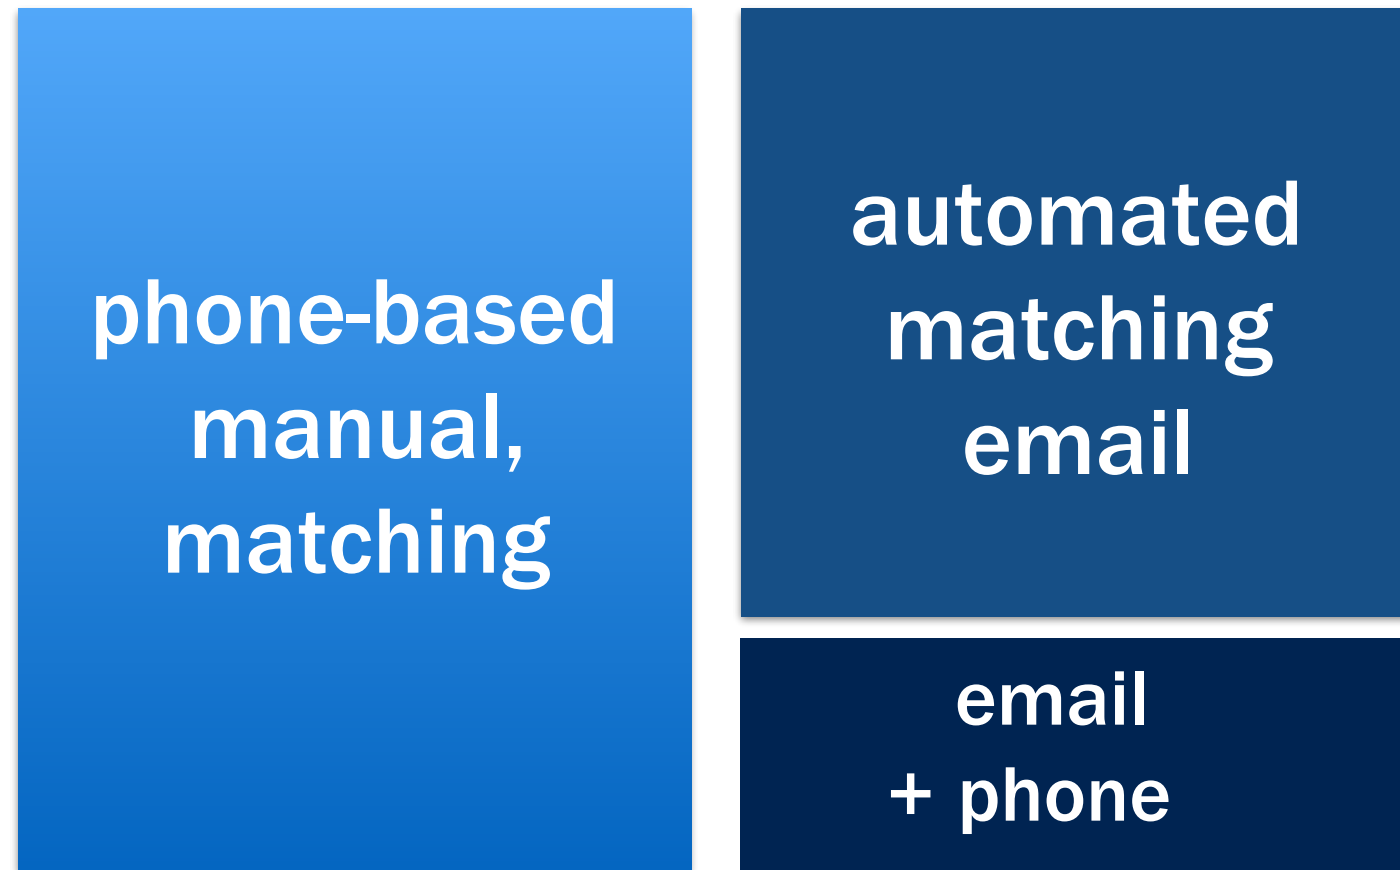 phone-based
manual,
matching
automated
matching
email
email
+ phone